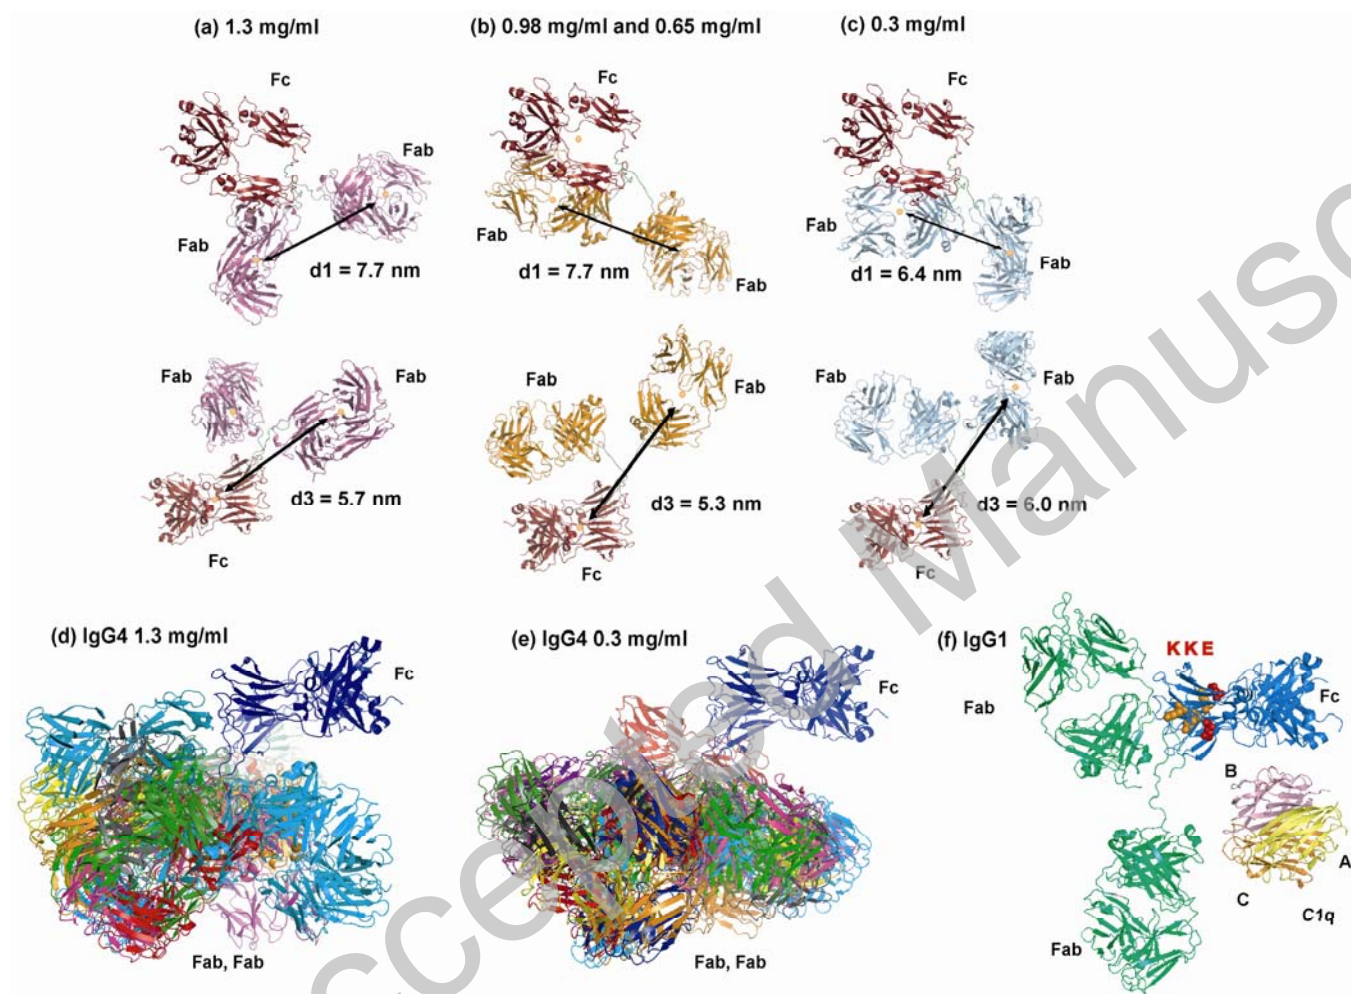 (a) 1.3 mg/ml
(b) 0.98 mg/ml and 0.65 mg/ml
(c) 0.3 mg/ml
Fc
Fab
Fab
d1 = 7.7 nm
Fc
Fab
d1 = 7.7 nm
Fab
Fc
Fab
d1 = 6.4 nm
Fab
Fab
Fab
d3 = 5.7 nm
Fc
Fab
Fab
d3 = 5.3 nm
Fc
Fab
Fab
d3 = 6.0 nm
Fc
(d) IgG4 1.3 mg/ml
Fc
Fab, Fab
(e) IgG4 0.3 mg/ml
Fc
Fab, Fab
(f) IgG1
KKE
Fab
Fc
B
A
C
C1q
Fab
ccepted Manusc